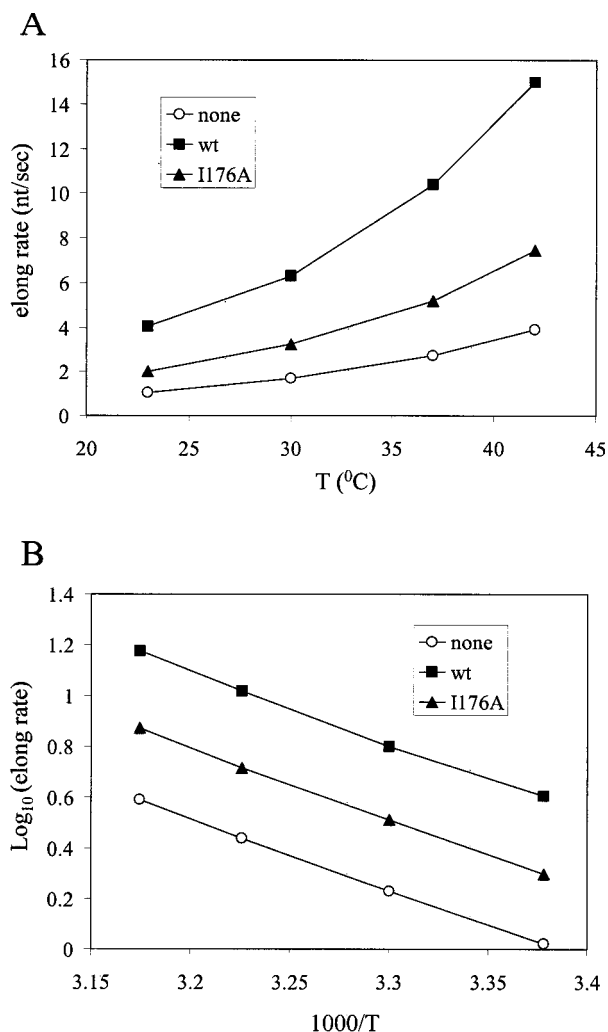 A
16
14
12
10
8
6
4
2
0
elong rate (nt/sec)
none
wt
I176A
20 25 30 35 40 45
T (⁰C)
B
1.4
1.2
1
0.8
0.6
0.4
0.2
0
Log₁₀ (elong rate)
none
wt
I176A
3.15 3.2 3.25 3.3 3.35 3.4
1000/T